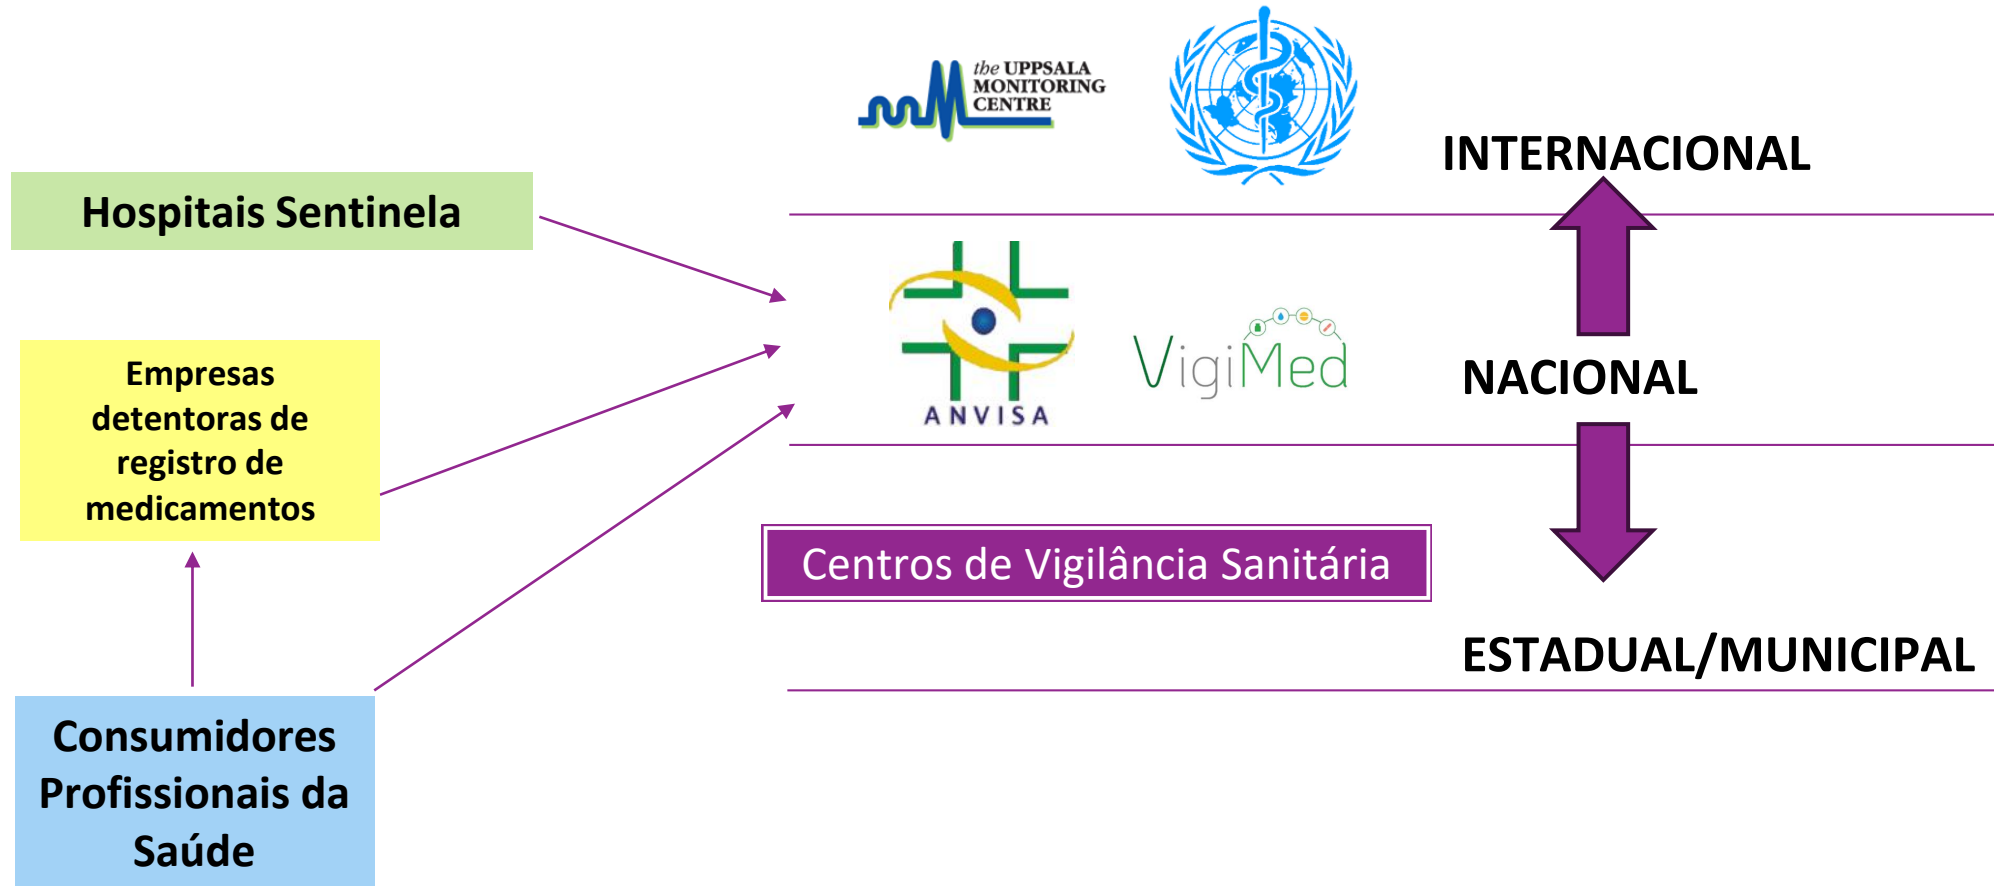 the UPPSALA
MONITORING
CENTRE
INTERNACIONAL
Hospitais Sentinela
ANVISA
VigiMed
NACIONAL
Empresas
detentoras de
registro de
medicamentos
Centros de Vigilância Sanitária
ESTADUAL/MUNICIPAL
Consumidores
Profissionais da
Saúde